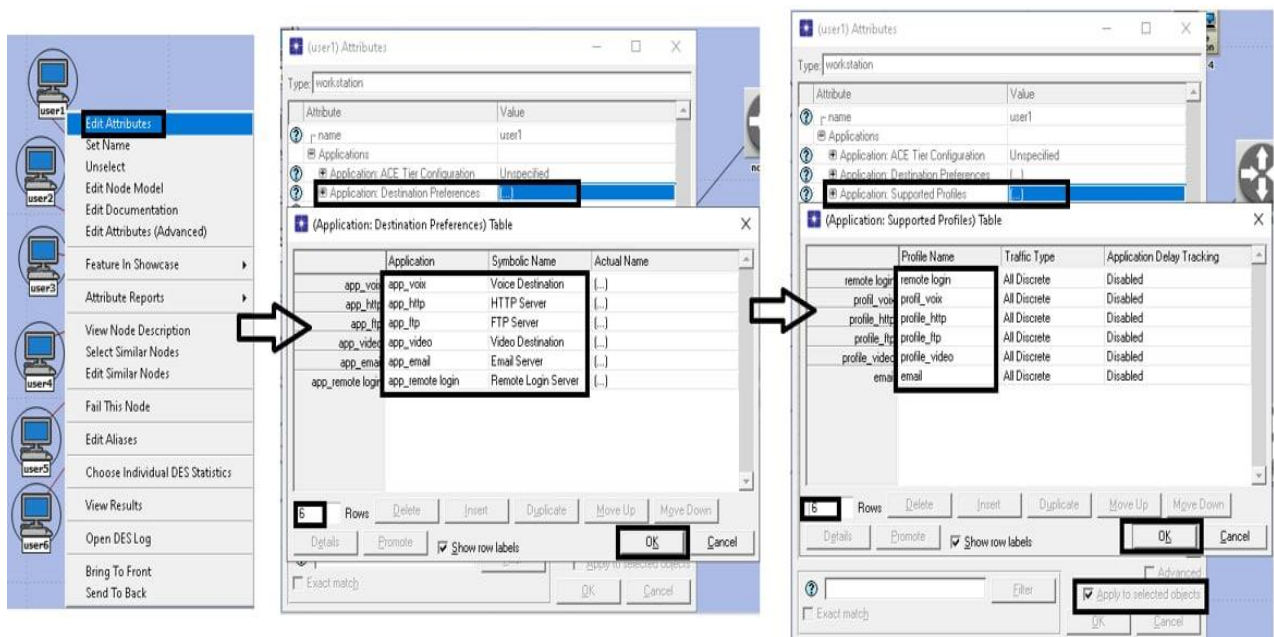 user1
user2
user3
user4
user5
user6
Edit Attributes
Set Name
Unselect
Edit Node Model
Edit Documentation
Edit Attributes (Advanced)
Feature In Showcase
Attribute Reports
View Node Description
Select Similar Nodes
Edit Similar Nodes
Fail This Node
Edit Aliases
Choose Individual DES Statistics
View Results
Open DES Log
Bring To Front
Send To Back
(user1) Attributes
Type: workstation
Attribute Value
name user1
Applications
Application: ACE Tier Configuration Unspecified
Application: Destination Preferences (...)
(Application: Destination Preferences) Table
Application Symbolic Name Actual Name
app_voix app_voix Voice Destination (...)
app_http app_http HTTP Server (...)
app_ftp app_ftp FTP Server (...)
app_video app_video Video Destination (...)
app_emai app_email Email Server (...)
app_remote login app_remote login Remote Login Server (...)
6 Rows Delete Insert Duplicate Move Up Move Down
Details Promote Show row labels OK Cancel
Apply to selected objects
Exact match OK Cancel
(user1) Attributes
Type: workstation
Attribute Value
name user1
Applications
Application: ACE Tier Configuration Unspecified
Application: Destination Preferences (...)
Application: Supported Profiles (...)
(Application: Supported Profiles) Table
Profile Name Traffic Type Application Delay Tracking
remote login remote login All Discrete Disabled
profil_voix profil_voix All Discrete Disabled
profile_http profile_http All Discrete Disabled
profile_ftp profile_ftp All Discrete Disabled
profile_video profile_video All Discrete Disabled
email email All Discrete Disabled
6 Rows Delete Insert Duplicate Move Up Move Down
Details Promote Show row labels OK Cancel
Advanced
Filter Apply to selected objects
Exact match OK Cancel
4